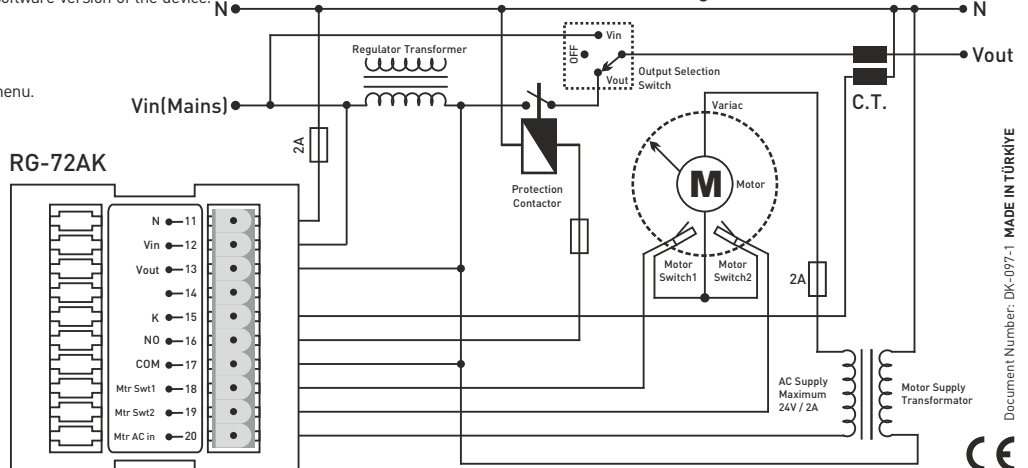 software version of the device.
N
N
Vin
OFF
Vout
Output Selection
Switch
Regulator Transformer
Vout
enu.
Vin(Mains)
C.T.
2A
Variac
M
Motor
RG-72AK
Protection
Contactor
N 11
Vin 12
Vout 13
14
K 15
NO 16
COM 17
Mtr Swt1 18
Mtr Swt2 19
Mtr AC in 20
Motor
Switch1
Motor
Switch2
2A
AC Supply
Maximum
24V / 2A
Motor Supply
Transformator
Document Number: DK-097-1 MADE IN TÜRKİYE
CE